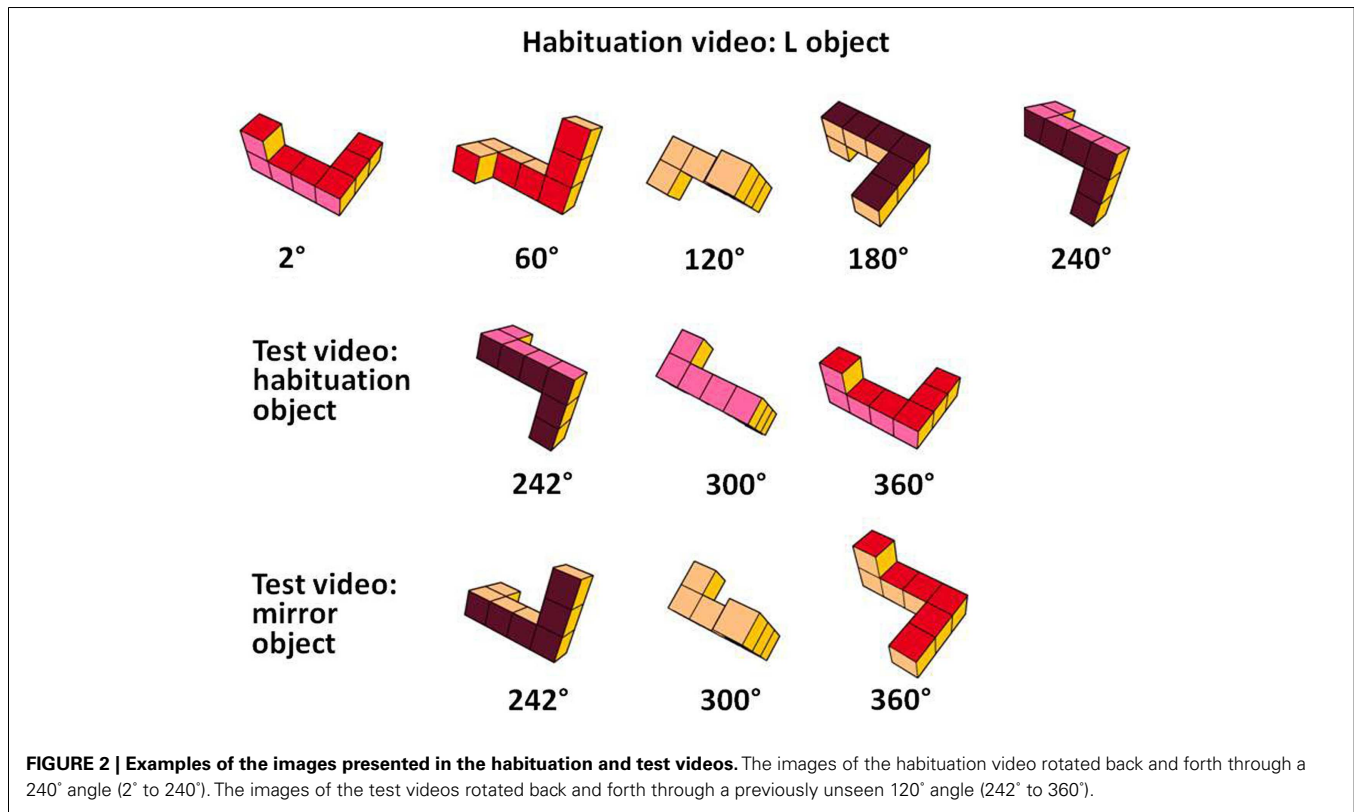 Habituation video: L object
2° 60° 120° 180° 240°
Test video:
habituation
object
242° 300° 360°
Test video:
mirror
object
242° 300° 360°
FIGURE 2 | Examples of the images presented in the habituation and test videos. The images of the habituation video rotated back and forth through a
240° angle (2° to 240°). The images of the test videos rotated back and forth through a previously unseen 120° angle (242° to 360°).